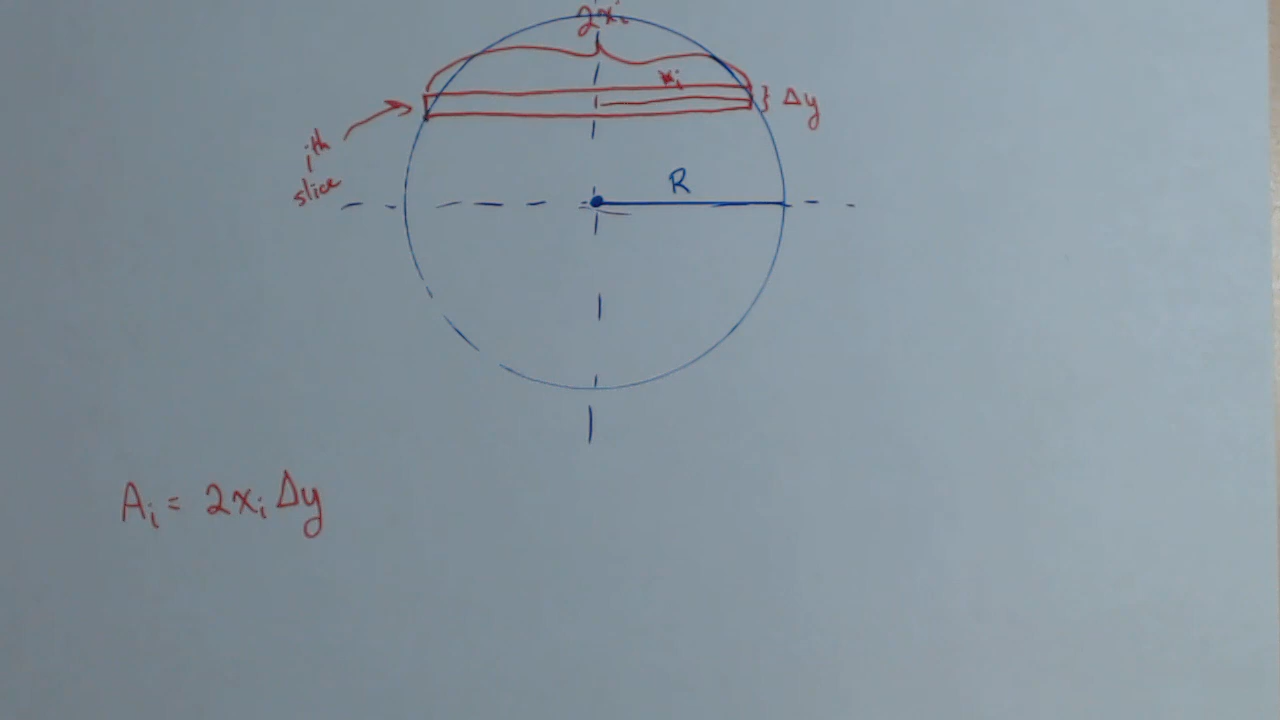 2xᵢ
xᵢ
} Δy
iᵗʰ
slice
R
Aᵢ = 2xᵢ Δy